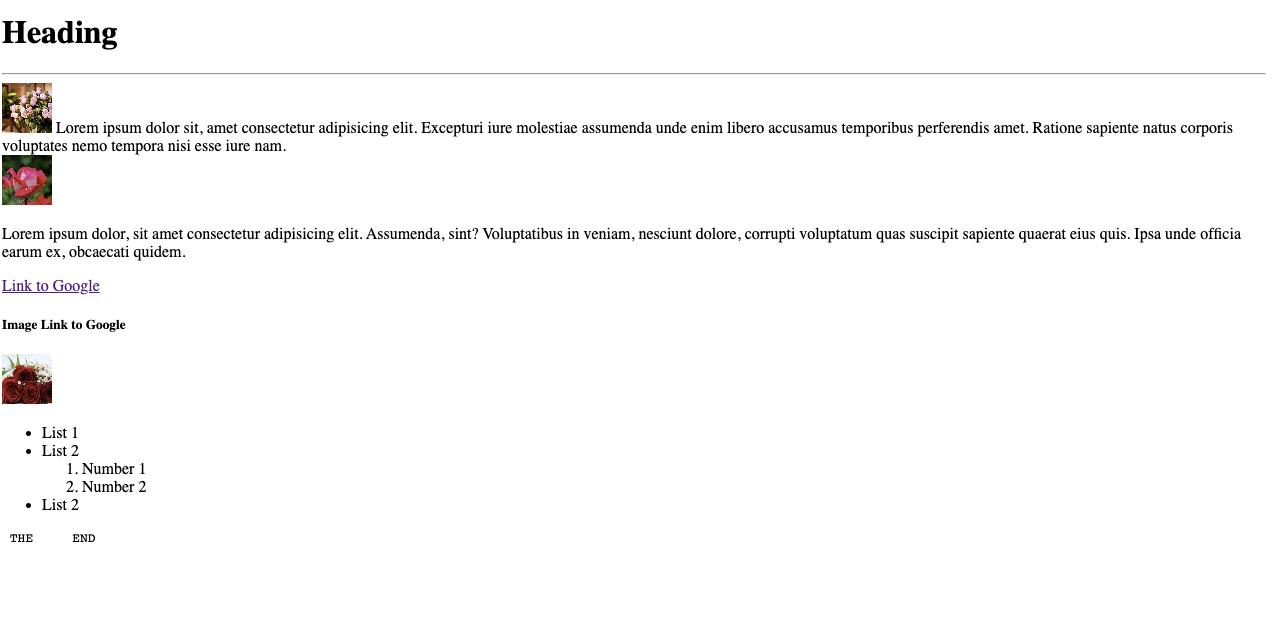 Heading
Lorem ipsum dolor sit, amet consectetur adipisicing elit. Excepturi iure molestiae assumenda unde enim libero accusamus temporibus perferendis amet. Ratione sapiente natus corporis
voluptates nemo tempora nisi esse iure nam.
Lorem ipsum dolor, sit amet consectetur adipisicing elit. Assumenda, sint? Voluptatibus in veniam, nesciunt dolore, corrupti voluptatum quas suscipit sapiente quaerat eius quis. Ipsa unde officia
earum ex, obcaecati quidem.
Link to Google
Image Link to Google
• List 1
• List 2
1. Number 1
2. Number 2
• List 2
THE     END